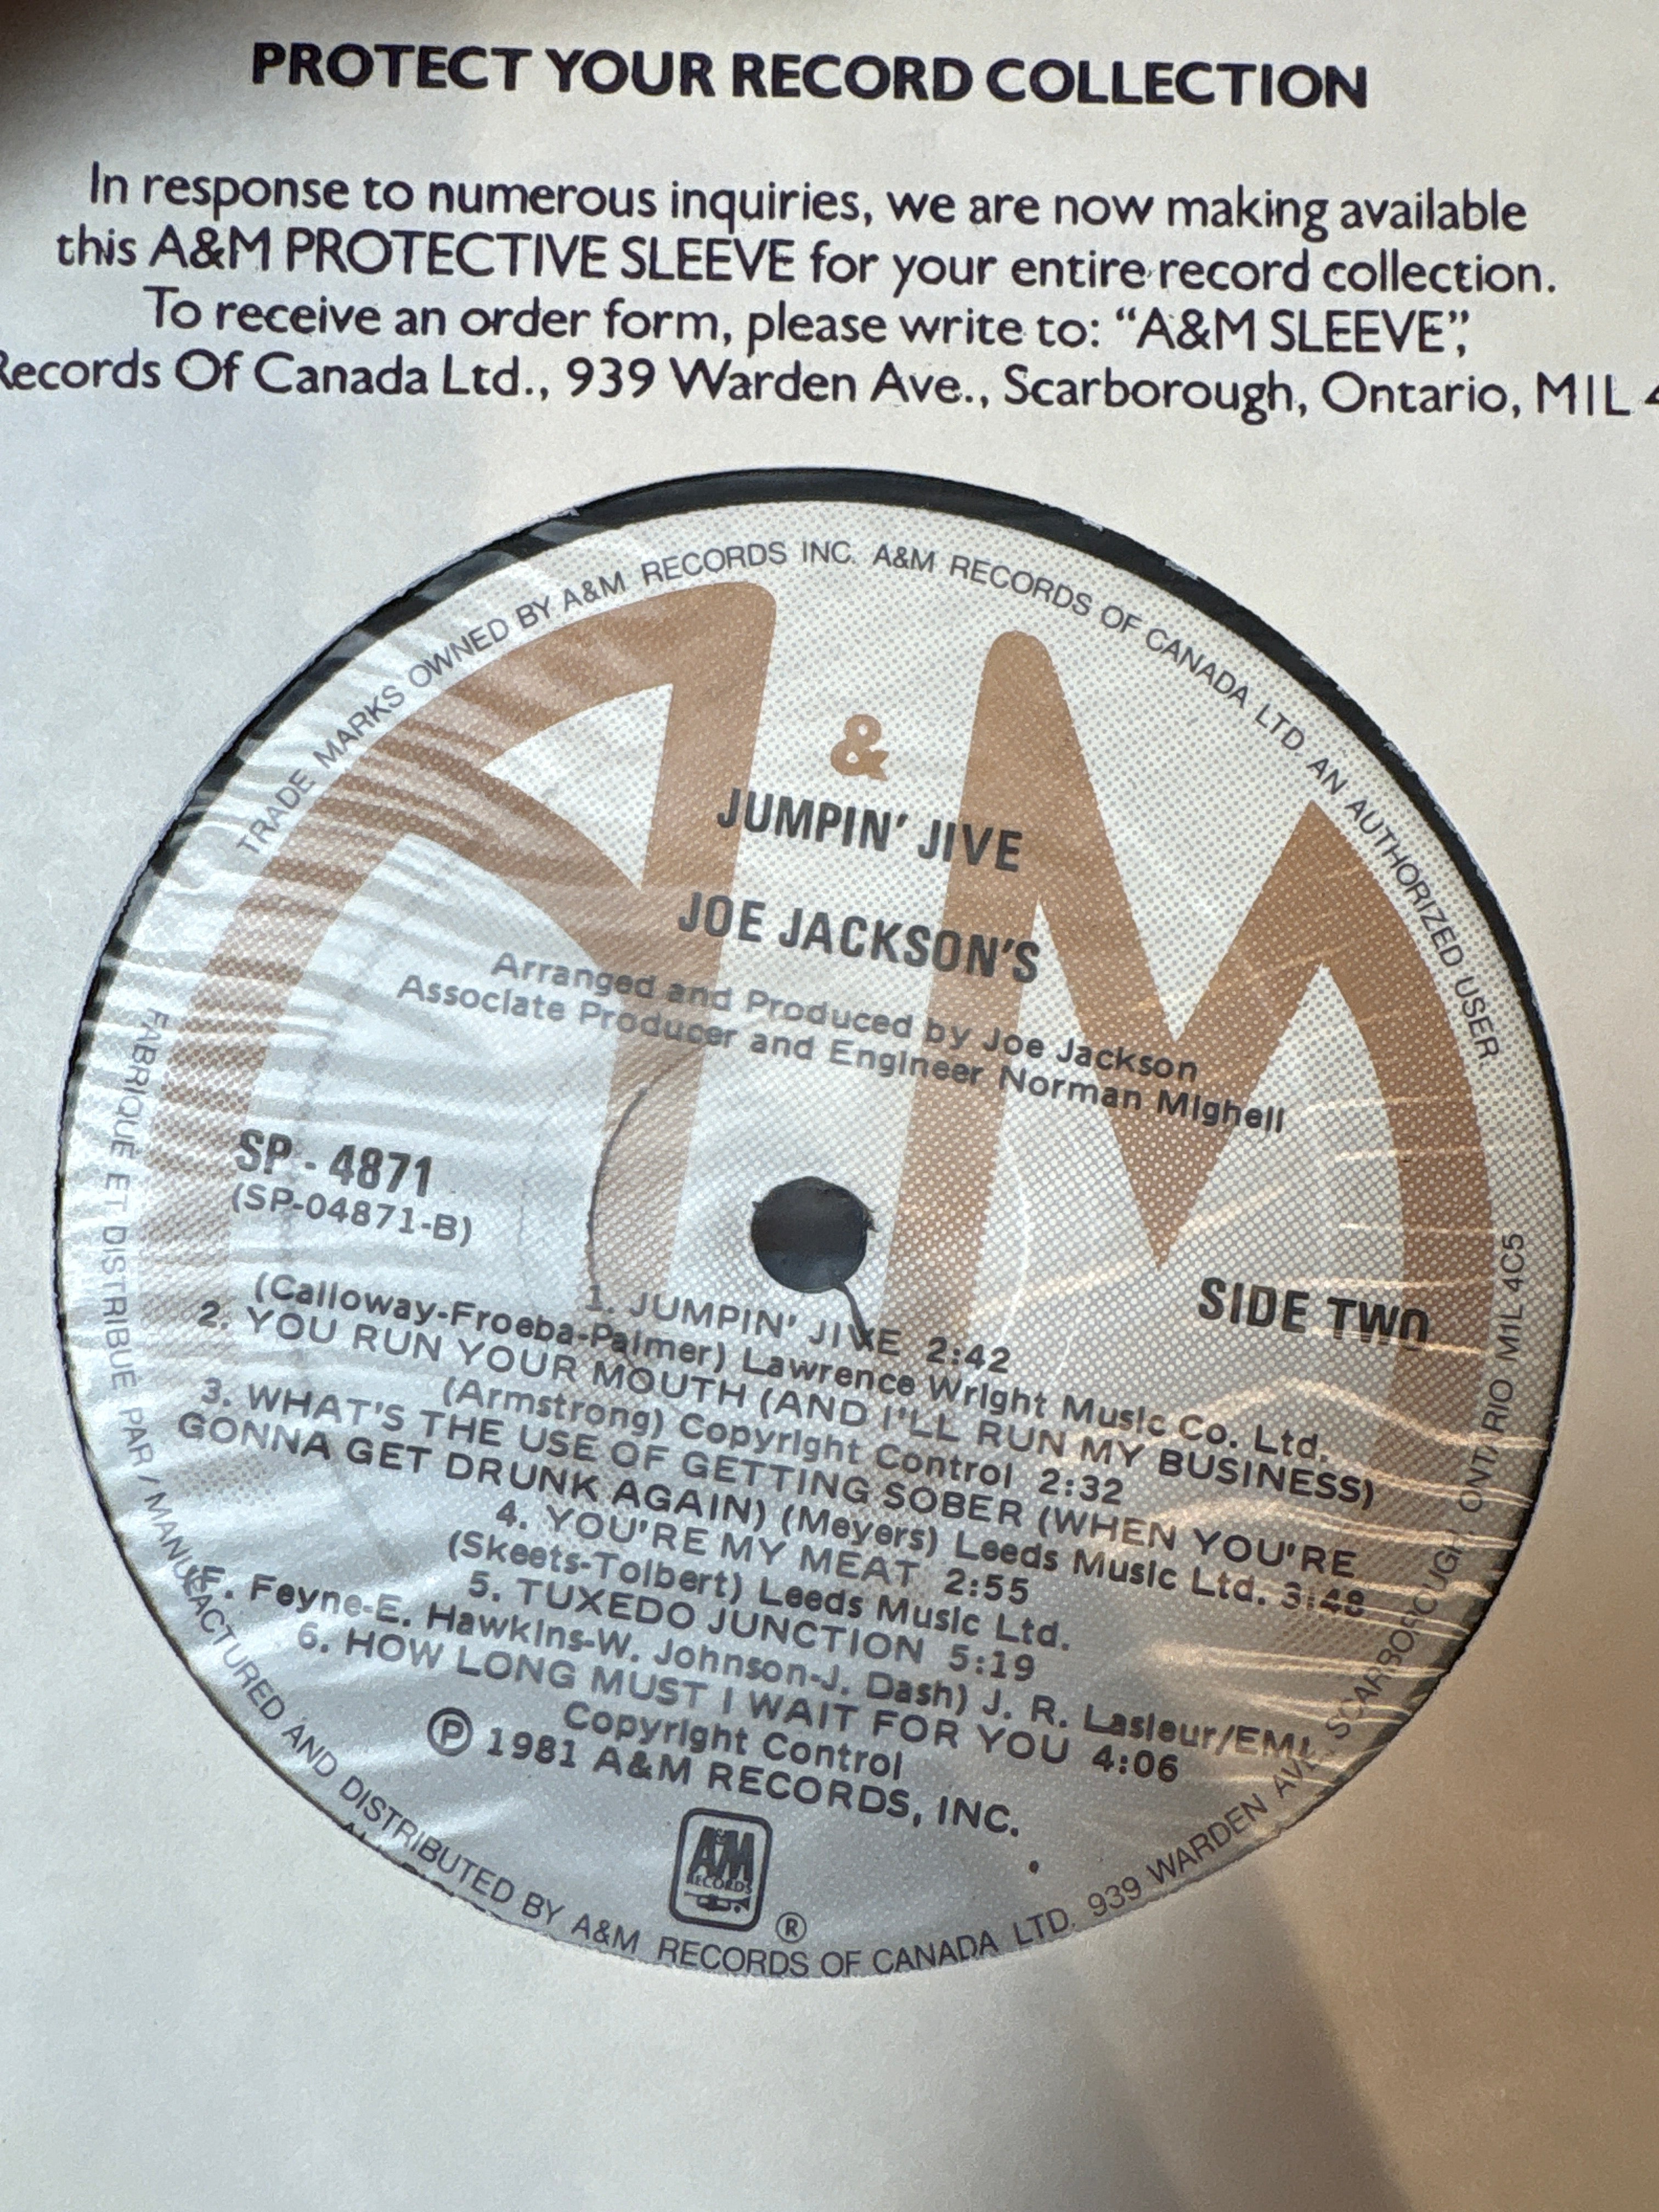 PROTECT YOUR RECORD COLLECTION
In response to numerous inquiries, we are now making available
this A&M PROTECTIVE SLEEVE for your entire record collection.
To receive an order form, please write to: “A&M SLEEVE”,
Records Of Canada Ltd., 939 Warden Ave., Scarborough, Ontario, MIL
TRADE MARKS OWNED BY A&M RECORDS INC. A&M RECORDS OF CANADA LTD. AN AUTHORIZED USER
&
JUMPIN' JIVE
JOE JACKSON'S
Arranged and Produced by Joe Jackson
Associate Producer and Engineer Norman Mighell
SP - 4871
(SP-04871-B)
SIDE TWO
1. JUMPIN' JIVE 2:42
(Calloway-Froeba-Palmer) Lawrence Wright Music Co. Ltd.
2. YOU RUN YOUR MOUTH (AND I'LL RUN MY BUSINESS)
(Armstrong) Copyright Control 2:32
3. WHAT'S THE USE OF GETTING SOBER (WHEN YOU'RE
GONNA GET DRUNK AGAIN) (Meyers) Leeds Music Ltd. 3:48
4. YOU'RE MY MEAT 2:55
(Skeets-Tolbert) Leeds Music Ltd.
5. TUXEDO JUNCTION 5:19
(E. Feyne-E. Hawkins-W. Johnson-J. Dash) J. R. Lasleur/EMI
6. HOW LONG MUST I WAIT FOR YOU 4:06
Copyright Control
Ⓟ 1981 A&M RECORDS, INC.
A&M
RECORDS
®
FABRIQUÉ ET DISTRIBUÉ PAR / MANUFACTURED AND DISTRIBUTED BY A&M RECORDS OF CANADA LTD. 939 WARDEN AVE. SCARBOROUGH, ONTARIO MIL 4C5